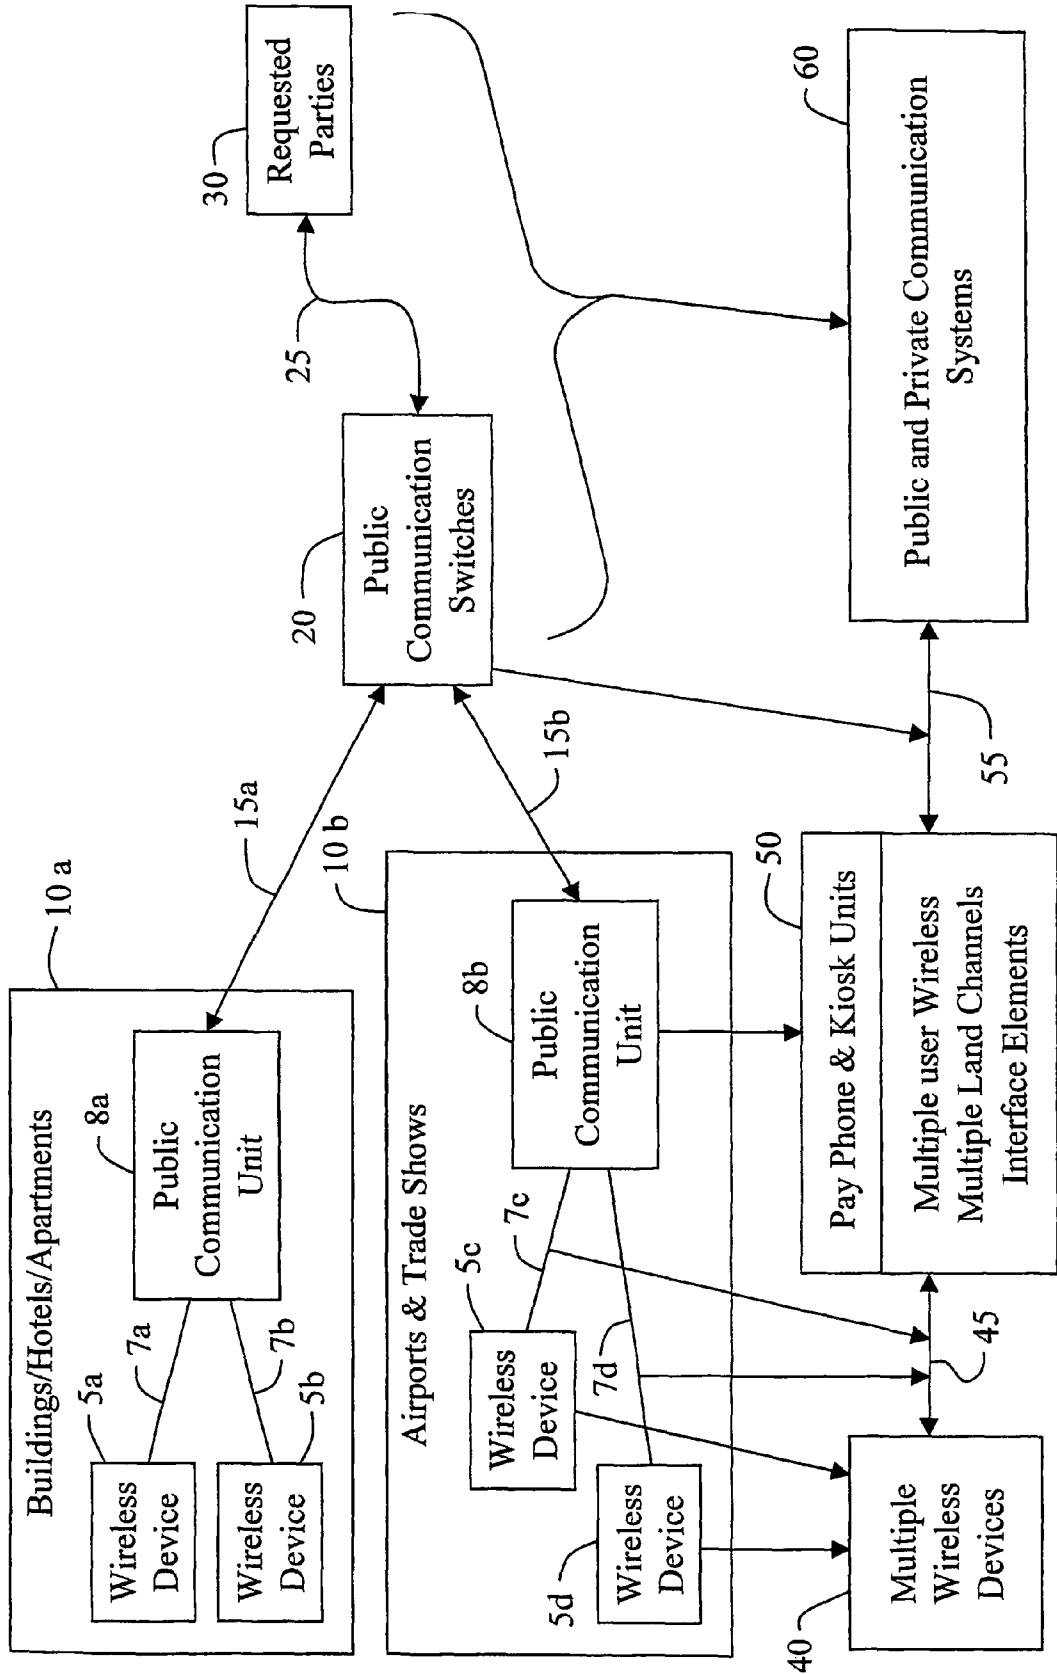 Buildings/Hotels/Apartments
10 a
Wireless
Device
5a
7a
Wireless
Device
5b
7b
8a
Public
Communication
Unit
15a
Airports & Trade Shows
10 b
Wireless
Device
5c
7c
Wireless
Device
5d
7d
8b
Public
Communication
Unit
15b
20
Public
Communication
Switches
25
30
Requested
Parties
40
Multiple
Wireless
Devices
45
50
Pay Phone & Kiosk Units
Multiple user Wireless
Multiple Land Channels
Interface Elements
55
60
Public and Private Communication
Systems